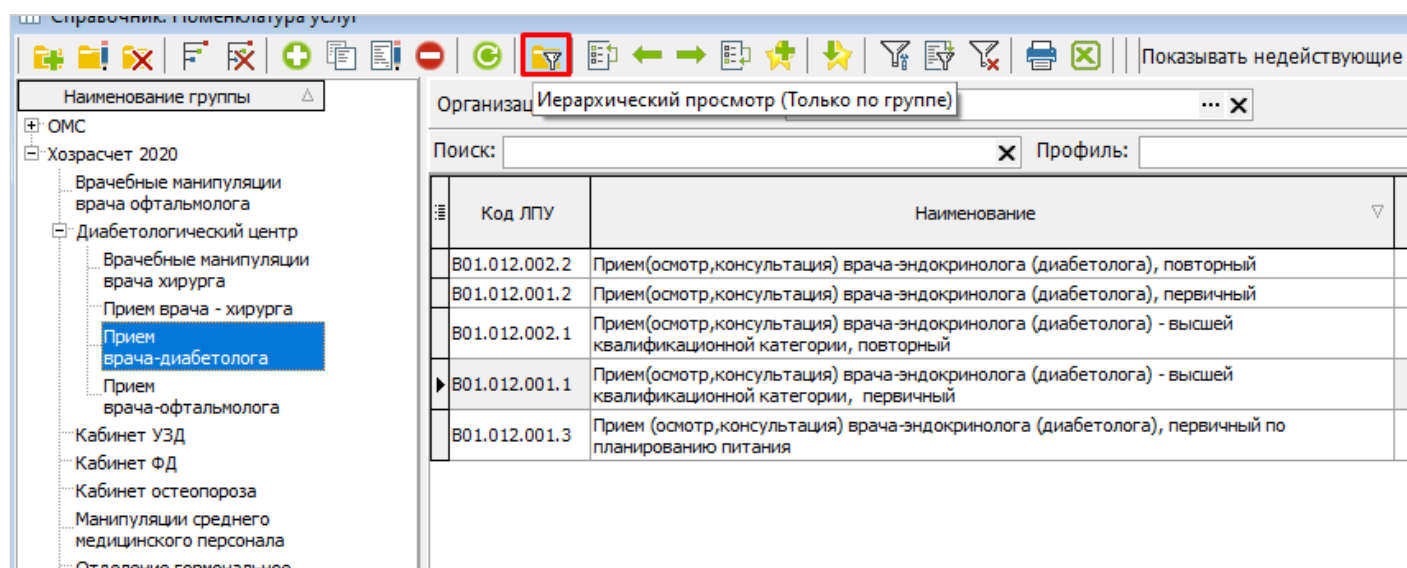 Справочник: Номенклатура услуг
Показывать недействующие
Иерархический просмотр (Только по группе)
Наименование группы
ОМС
Хозрасчет 2020
Врачебные манипуляции
врача офтальмолога
Диабетологический центр
Врачебные манипуляции
врача хирурга
Прием врача - хирурга
Прием
врача-диабетолога
Прием
врача-офтальмолога
Кабинет УЗД
Кабинет ФД
Кабинет остеопороза
Манипуляции среднего
медицинского персонала
Отделение
Организац
Поиск:
Профиль:
Код ЛПУ
Наименование
B01.012.002.2 Прием(осмотр,консультация) врача-эндокринолога (диабетолога), повторный
B01.012.001.2 Прием(осмотр,консультация) врача-эндокринолога (диабетолога), первичный
B01.012.002.1 Прием(осмотр,консультация) врача-эндокринолога (диабетолога) - высшей
квалификационной категории, повторный
B01.012.001.1 Прием(осмотр,консультация) врача-эндокринолога (диабетолога) - высшей
квалификационной категории, первичный
B01.012.001.3 Прием (осмотр,консультация) врача-эндокринолога (диабетолога), первичный по
планированию питания